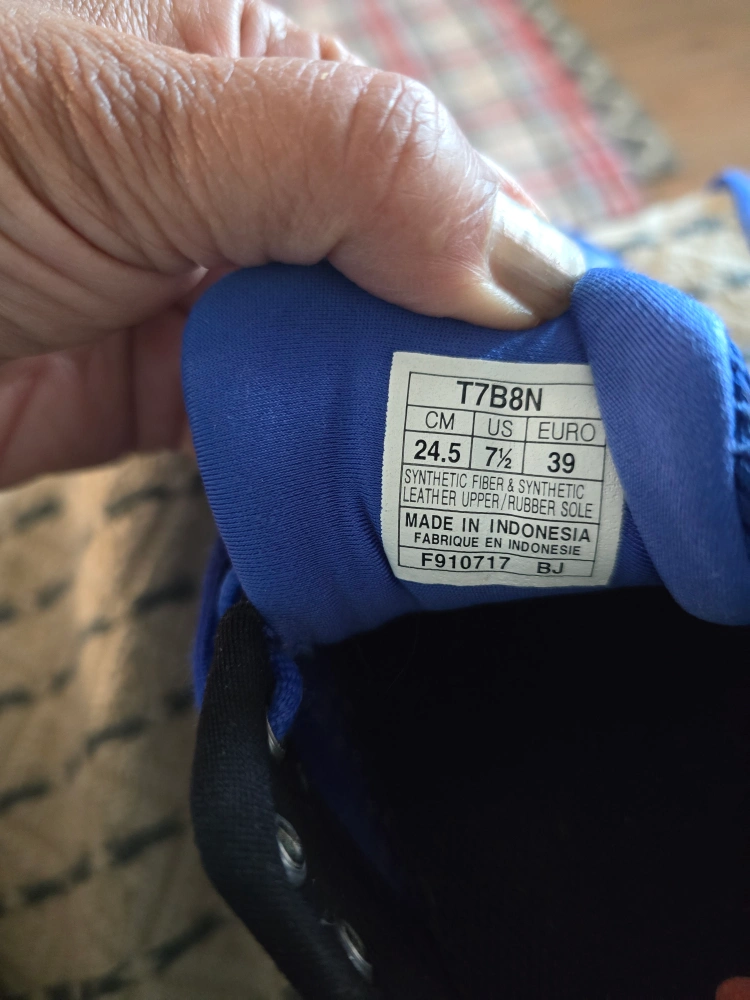 T7B8N
CM US EURO
24.5 7½ 39
SYNTHETIC FIBER & SYNTHETIC
LEATHER UPPER/RUBBER SOLE
MADE IN INDONESIA
FABRIQUE EN INDONESIE
F910717 BJ